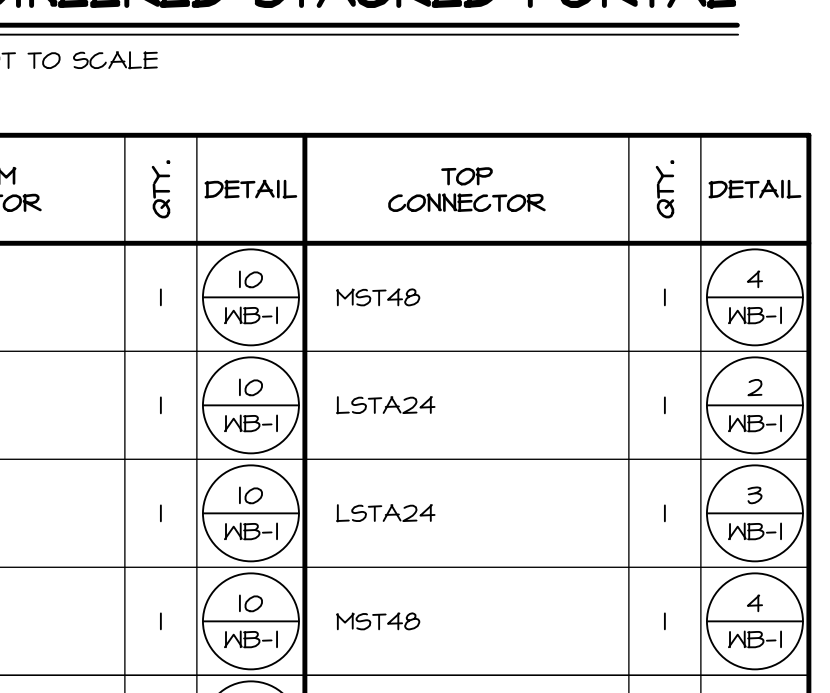 STACKED PORTAL
TO SCALE
QTY. DETAIL TOP CONNECTOR QTY. DETAIL
1 10 WB-1 MST48 1 4 WB-1
1 10 WB-1 LSTA24 1 2 WB-1
1 10 WB-1 LSTA24 1 3 WB-1
1 10 WB-1 MST48 1 4 WB-1